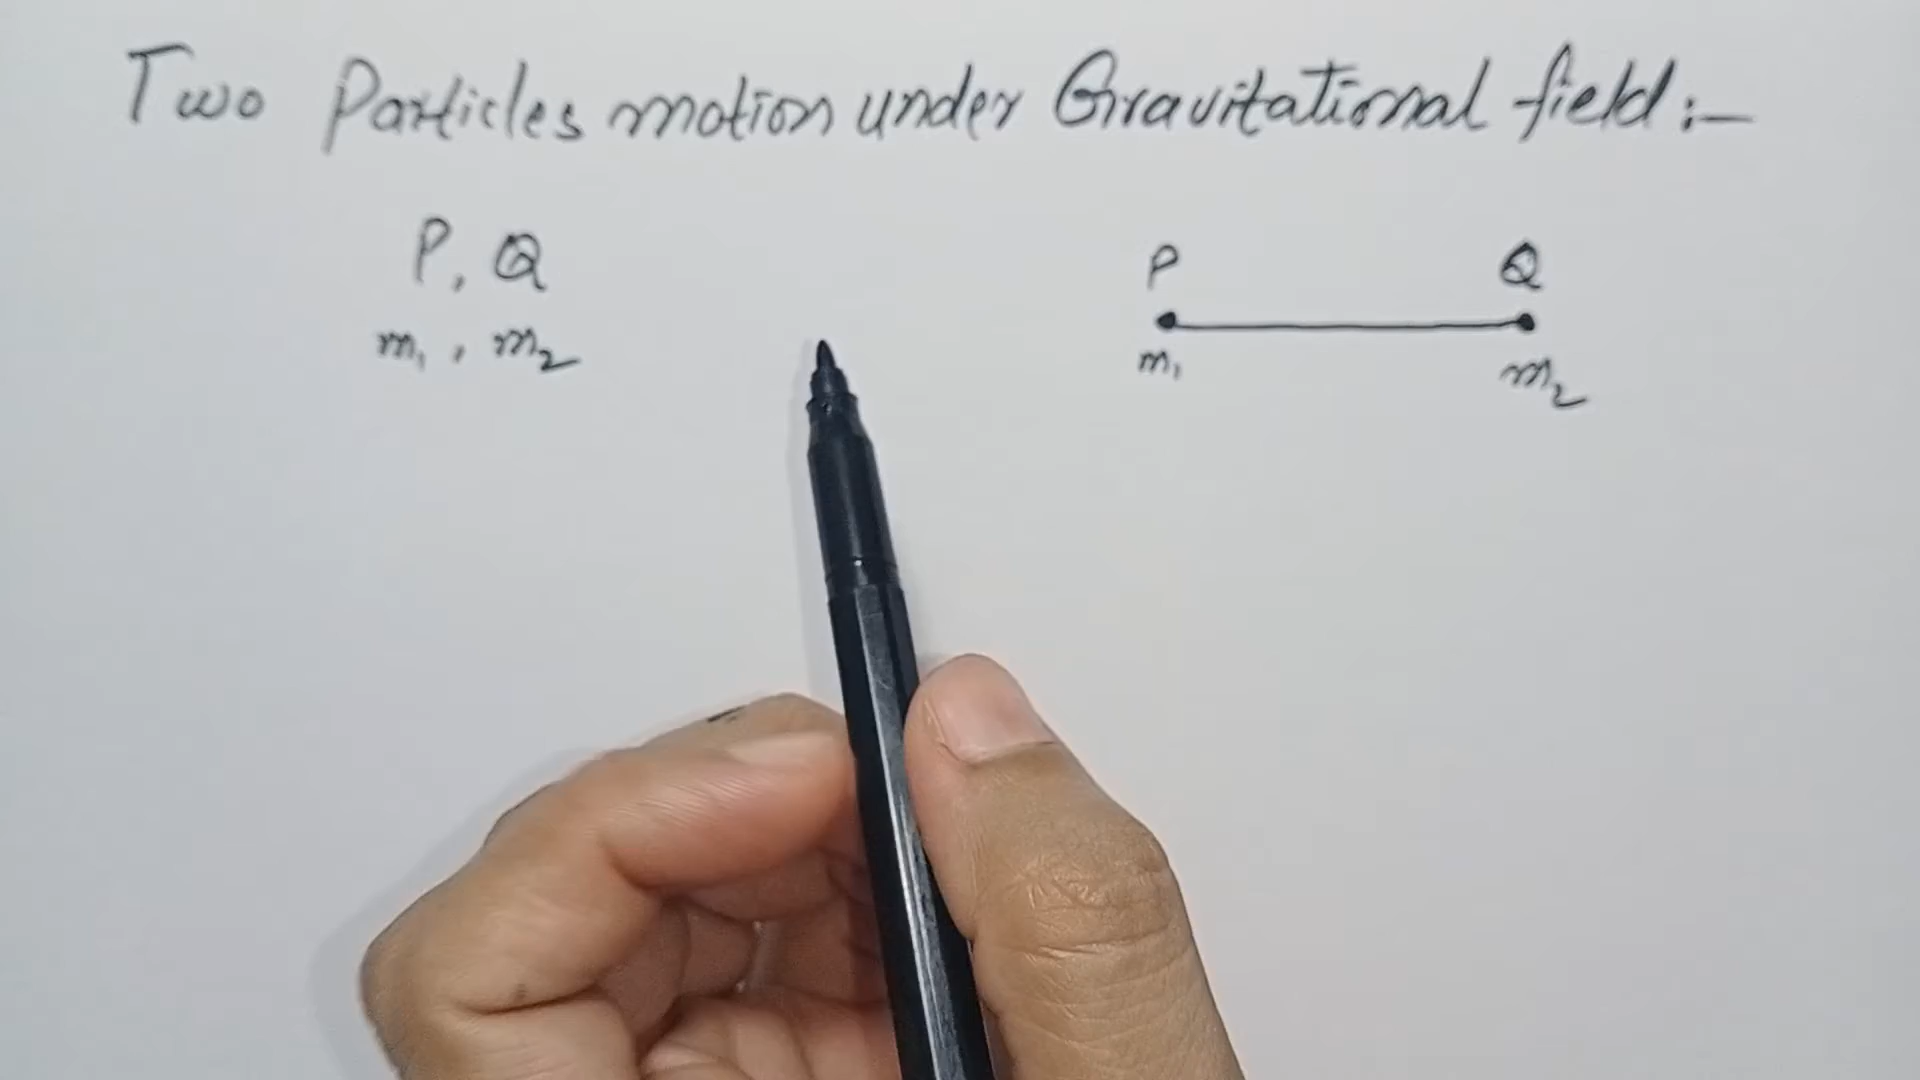 Two Particles motion under Gravitational field :-
P, Q
m₁, m₂
P Q
m₁ m₂